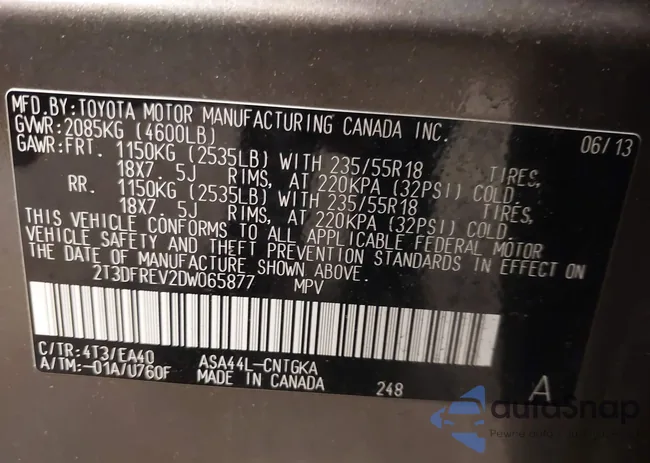 MFD.BY:TOYOTA MOTOR MANUFACTURING CANADA INC.
GVWR:2085KG (4600LB) 06/13
GAWR:FRT. 1150KG (2535LB) WITH 235/55R18 TIRES,
18X7.5J RIMS, AT 220KPA (32PSI) COLD.
RR. 1150KG (2535LB) WITH 235/55R18 TIRES,
18X7.5J RIMS, AT 220KPA (32PSI) COLD.
THIS VEHICLE CONFORMS TO ALL APPLICABLE FEDERAL MOTOR
VEHICLE SAFETY AND THEFT PREVENTION STANDARDS IN EFFECT ON
THE DATE OF MANUFACTURE SHOWN ABOVE.
2T3DFREV2DW065877 MPV
C/TR:4T3/EA40 ASA44L-CNTGKA
A/TM:-01A/U760F MADE IN CANADA 248 A
autoSnap
Pewne auto